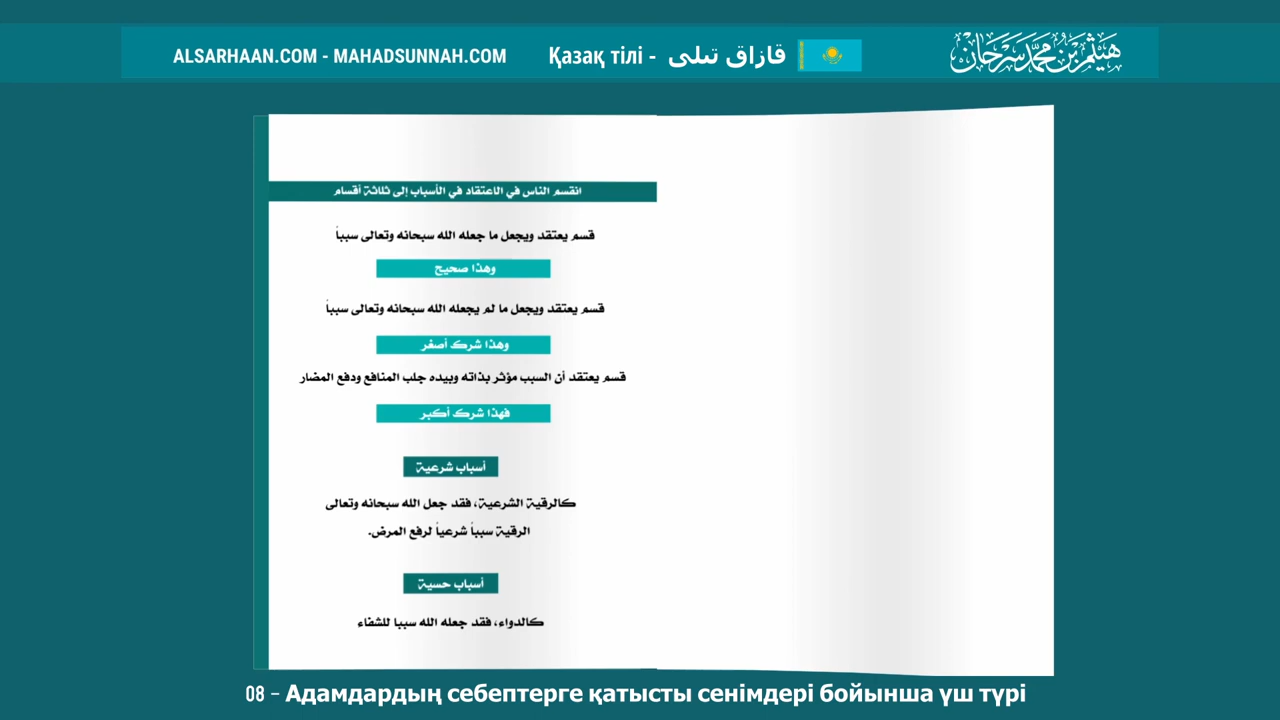 ALSARHAAN.COM - MAHADSUNNAH.COM
Қазақ тілі - قازاق تىلى
هيثم بن محمد سرحان
انقسم الناس في الاعتقاد في الأسباب إلى ثلاثة أقسام
قسم يعتقد ويجعل ما جعله الله سبحانه وتعالى سبباً
وهذا صحيح
قسم يعتقد ويجعل ما لم يجعله الله سبحانه وتعالى سبباً
وهذا شرك أصغر
قسم يعتقد أن السبب مؤثر بذاته وبيده جلب المنافع ودفع المضار
فهذا شرك أكبر
أسباب شرعية
كالرقية الشرعية، فقد جعل الله سبحانه وتعالى
الرقية سبباً شرعياً لرفع المرض.
أسباب حسية
كالدواء، فقد جعله الله سببا للشفاء
08 - Адамдардың себептерге қатысты сенімдері бойынша үш түрі